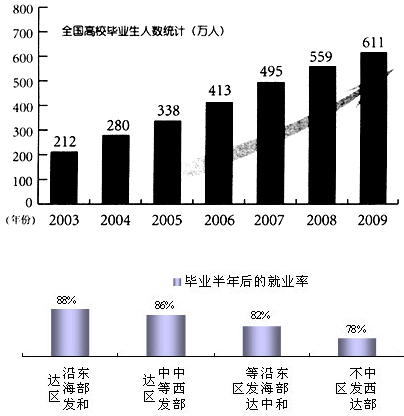 全国高校毕业生人数统计（万人）
800
700
600
500
400
300
200
100
0
212
280
338
413
495
559
611
(年份)
2003
2004
2005
2006
2007
2008
2009
毕业半年后的就业率
88%
86%
82%
78%
东部和
沿海发
达区
中西部
中等发
达区
东部和
沿海中
等发达
区
中西部
不发达
区